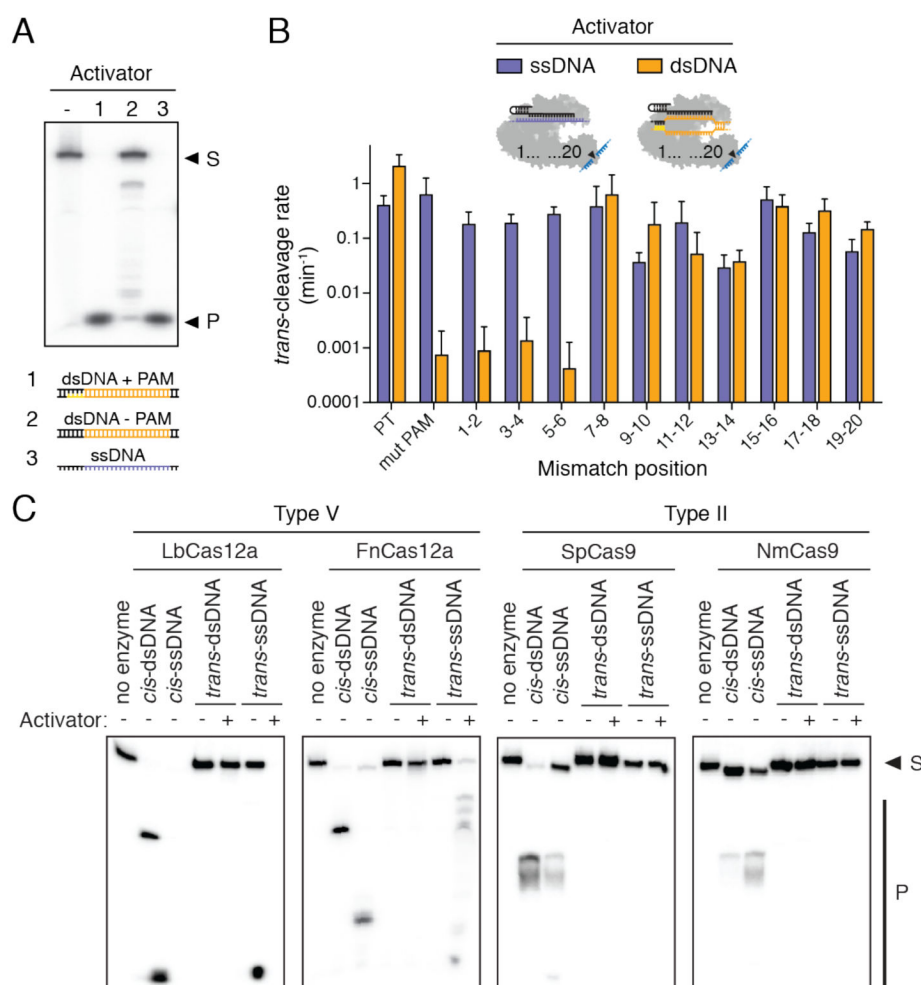 A
Activator
- 1 2 3
S
P
1 dsDNA + PAM
2 dsDNA - PAM
3 ssDNA
B
Activator
ssDNA dsDNA
1... ...20 1... ...20
trans-cleavage rate
(min⁻¹)
1
0.1
0.01
0.001
0.0001
PT mut PAM 1-2 3-4 5-6 7-8 9-10 11-12 13-14 15-16 17-18 19-20
Mismatch position
C
Type V Type II
LbCas12a FnCas12a SpCas9 NmCas9
no enzyme cis-dsDNA cis-ssDNA trans-dsDNA trans-ssDNA no enzyme cis-dsDNA cis-ssDNA trans-dsDNA trans-ssDNA no enzyme cis-dsDNA cis-ssDNA trans-dsDNA trans-ssDNA no enzyme cis-dsDNA cis-ssDNA trans-dsDNA trans-ssDNA
Activator: - - - - + - + - - - - + - + - - - - + - + - - - - + - +
S
P